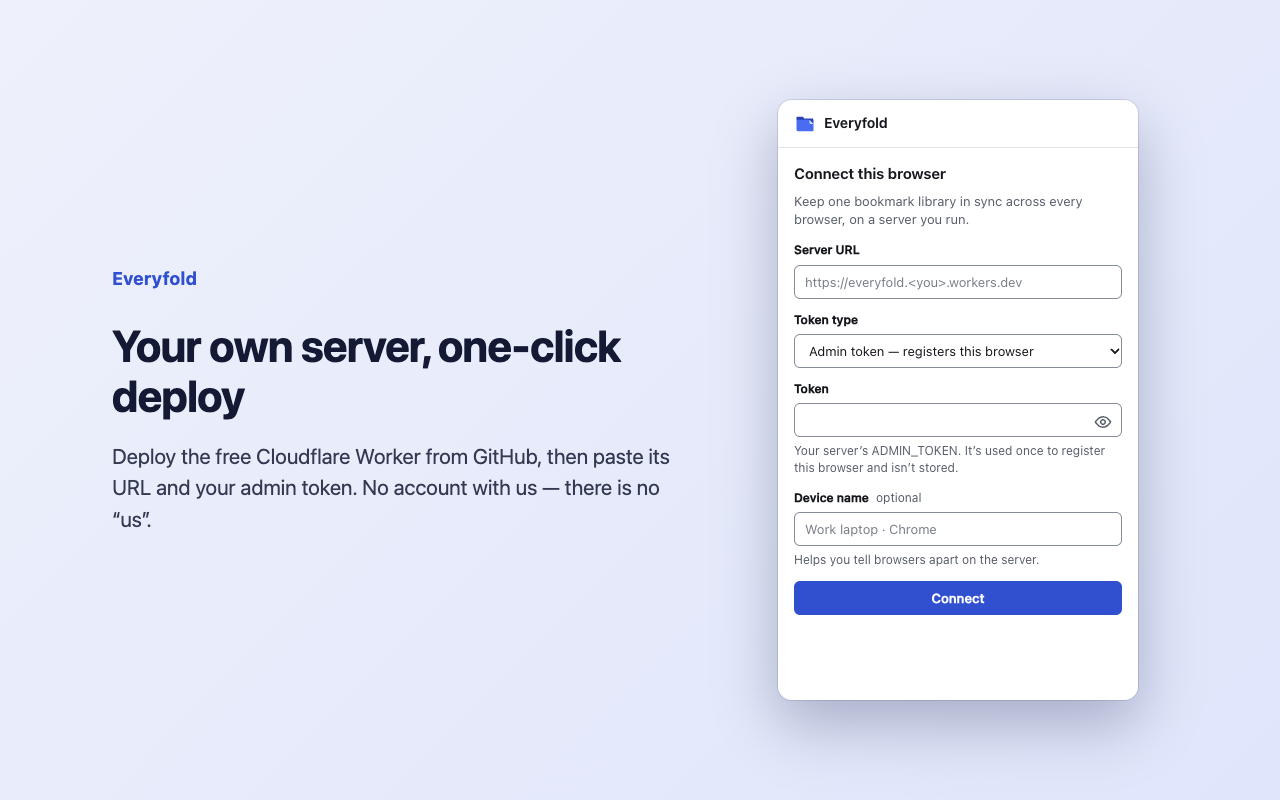 Everyfold
Your own server, one-click
deploy
Deploy the free Cloudflare Worker from GitHub, then paste its
URL and your admin token. No account with us — there is no
“us”.
Everyfold
Connect this browser
Keep one bookmark library in sync across every
browser, on a server you run.
Server URL
https://everyfold.<you>.workers.dev
Token type
Admin token — registers this browser
Token
Your server’s ADMIN_TOKEN. It’s used once to register
this browser and isn’t stored.
Device name optional
Work laptop · Chrome
Helps you tell browsers apart on the server.
Connect